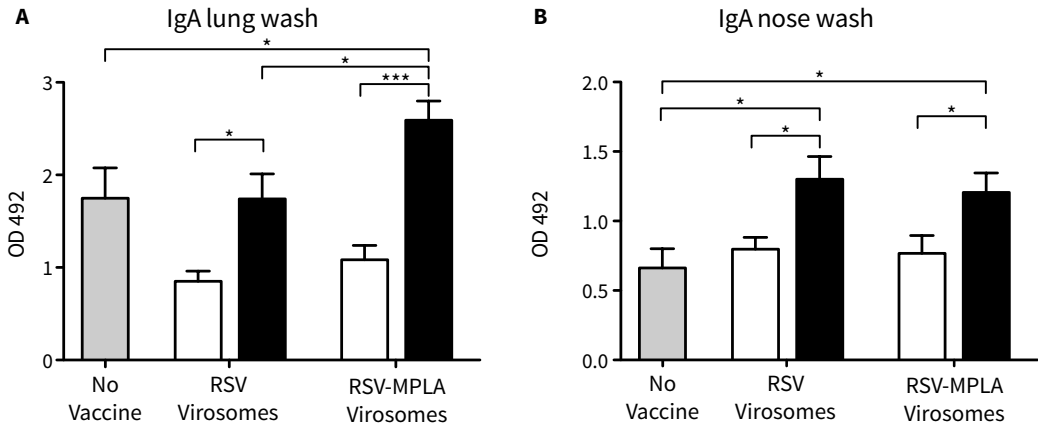 A
IgA lung wash
*
*
***
*
3
2
1
0
OD 492
No
Vaccine
RSV
Virosomes
RSV-MPLA
Virosomes
B
IgA nose wash
*
*
*
*
2.0
1.5
1.0
0.5
0.0
OD 492
No
Vaccine
RSV
Virosomes
RSV-MPLA
Virosomes